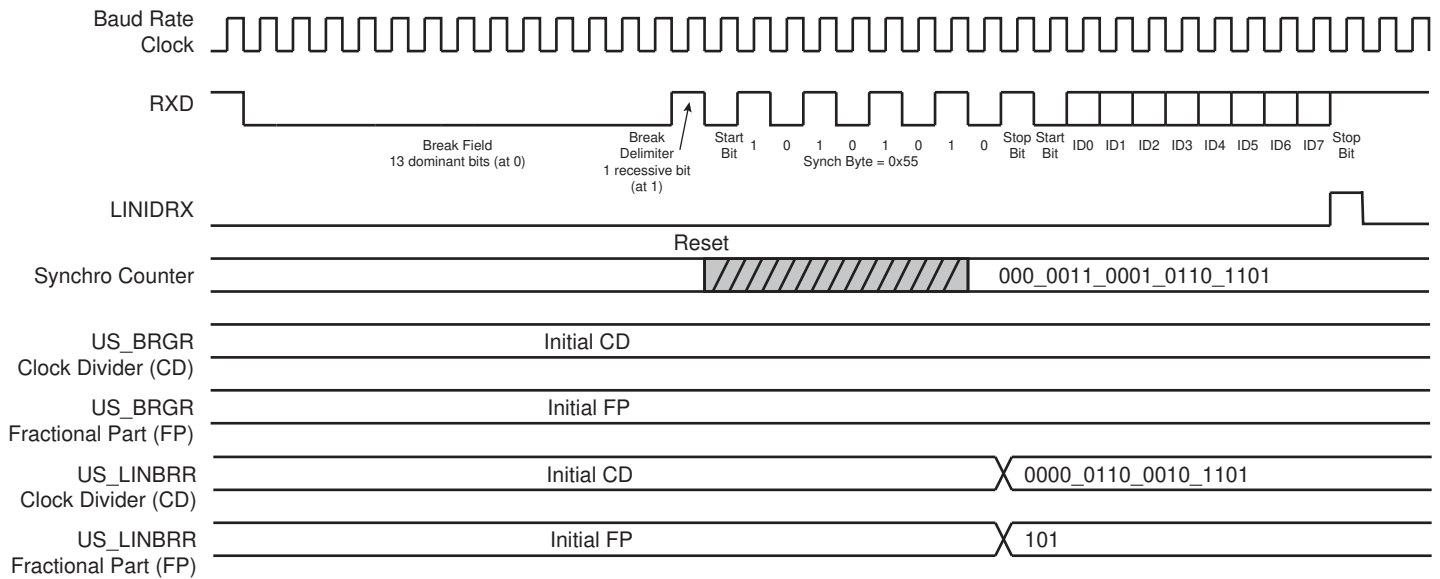 Baud Rate
Clock
RXD
Break Field
13 dominant bits (at 0)
Break
Delimiter
1 recessive bit
(at 1)
Start
Bit
1 0 1 0 1 0 1 0
Synch Byte = 0x55
Stop
Bit
Start
Bit
ID0 ID1 ID2 ID3 ID4 ID5 ID6 ID7
Stop
Bit
LINIDRX
Reset
Synchro Counter
000_0011_0001_0110_1101
US_BRGR
Clock Divider (CD)
Initial CD
US_BRGR
Fractional Part (FP)
Initial FP
US_LINBRR
Clock Divider (CD)
Initial CD
0000_0110_0010_1101
US_LINBRR
Fractional Part (FP)
Initial FP
101